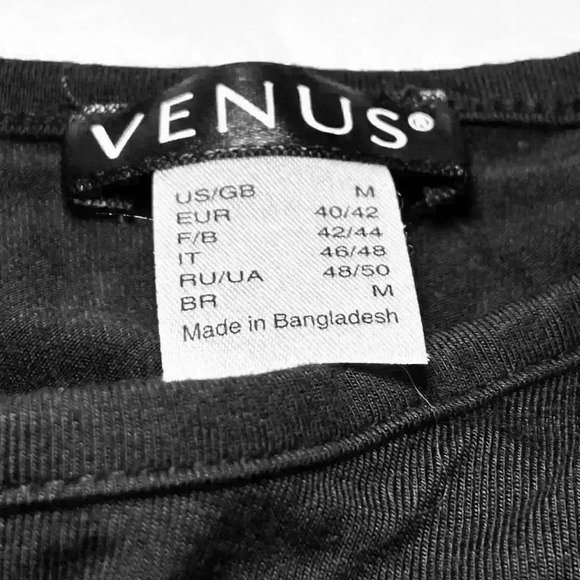 VENUS®
US/GB M
EUR 40/42
F/B 42/44
IT 46/48
RU/UA 48/50
BR M
Made in Bangladesh